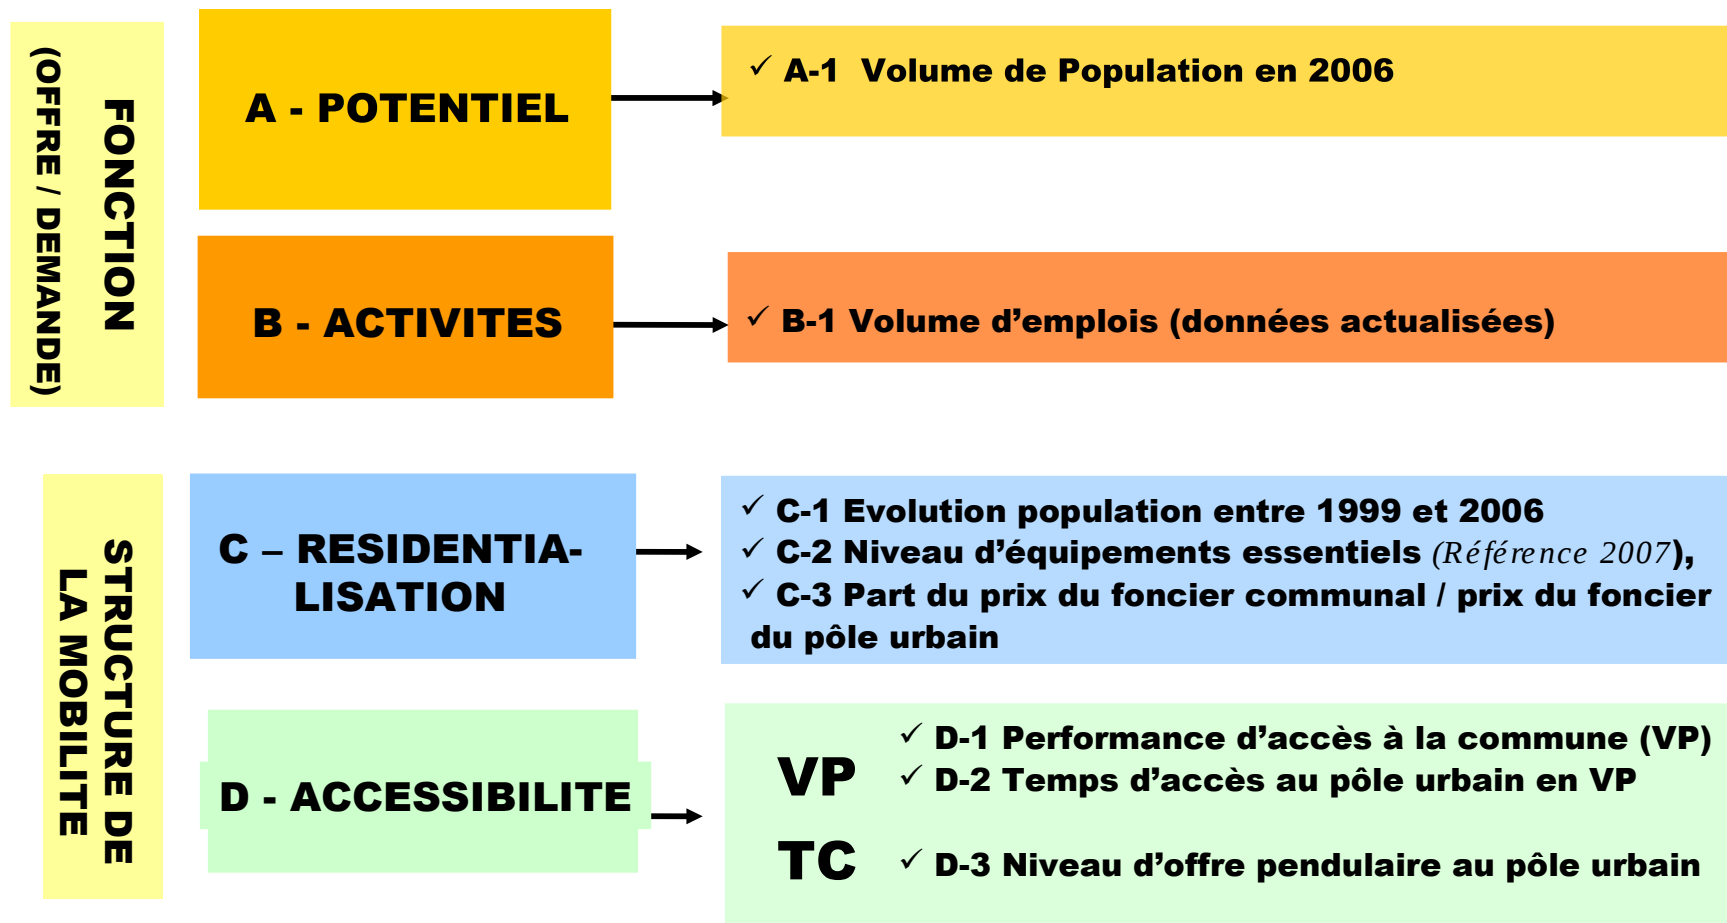 FONCTION
(OFFRE / DEMANDE)
A - POTENTIEL
✓ A-1 Volume de Population en 2006
B - ACTIVITES
✓ B-1 Volume d’emplois (données actualisées)
STRUCTURE DE
LA MOBILITE
C – RESIDENTIA-
LISATION
✓ C-1 Evolution population entre 1999 et 2006
✓ C-2 Niveau d’équipements essentiels (Référence 2007),
✓ C-3 Part du prix du foncier communal / prix du foncier
du pôle urbain
D - ACCESSIBILITE
VP
✓ D-1 Performance d’accès à la commune (VP)
✓ D-2 Temps d’accès au pôle urbain en VP
TC
✓ D-3 Niveau d’offre pendulaire au pôle urbain